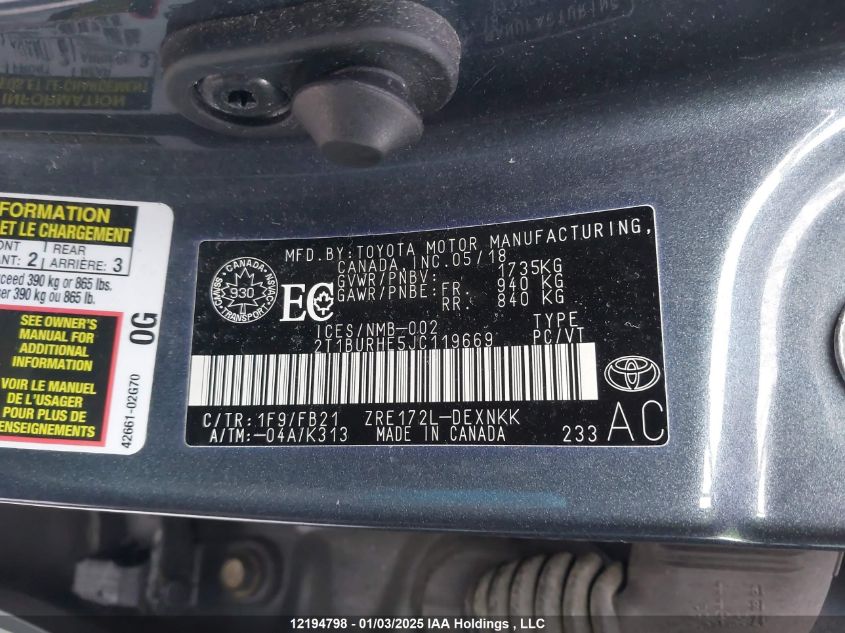 FORMATION
ET LE CHARGEMENT
1 REAR
ANT: 2 ARRIÈRE: 3
xceed 390 kg or 865 lbs.
er 390 kg ou 865 lb.
SEE OWNER'S
MANUAL FOR
ADDITIONAL
INFORMATION
VOIR LE MANUEL
DE L'USAGER
POUR PLUS DE
RENSEIGNEMENTS
0G
42661-02G70
MFD.BY:TOYOTA MOTOR MANUFACTURING,
CANADA, INC.05/18
GVWR/PNBV: 1735KG
GAWR/PNBE:FR 940 KG
RR. 840 KG
CANADA
930
TRANSPORT
EC
ICES/NMB-002 TYPE
2T1BURHE5JC119669 PC/VT
C/TR:1F9/FB21 ZRE172L-DEXNKK
A/TM:-04A/K313 MADE IN CANADA
233 AC
12194798 - 01/03/2025 IAA Holdings , LLC